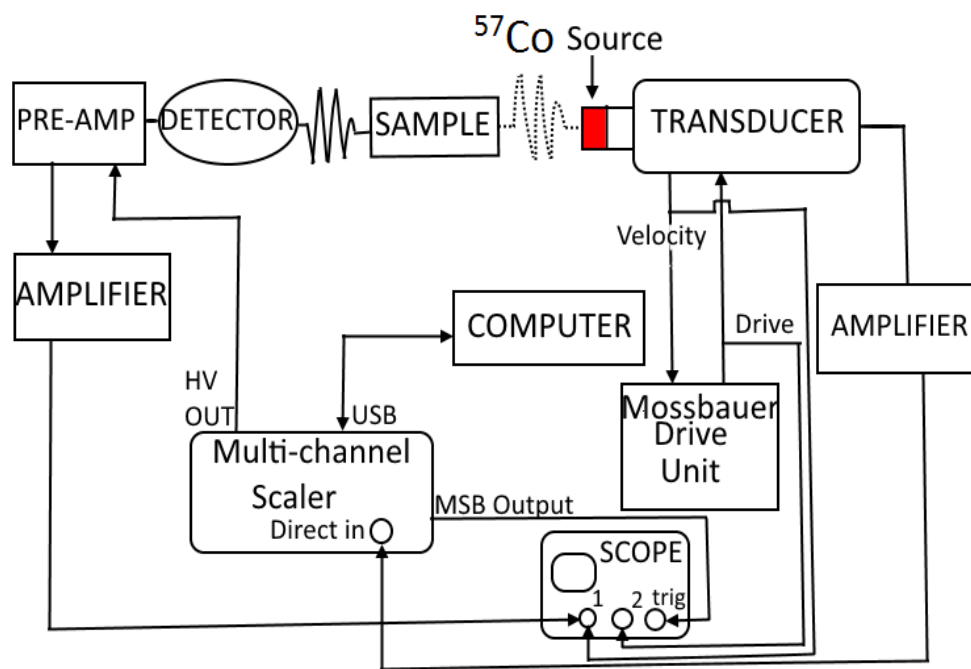 ⁵⁷Co Source
PRE-AMP
DETECTOR
SAMPLE
TRANSDUCER
Velocity
AMPLIFIER
COMPUTER
Drive
AMPLIFIER
HV
OUT
USB
Mossbauer
Drive
Unit
Multi-channel
Scaler
Direct in
MSB Output
SCOPE
1 2 trig